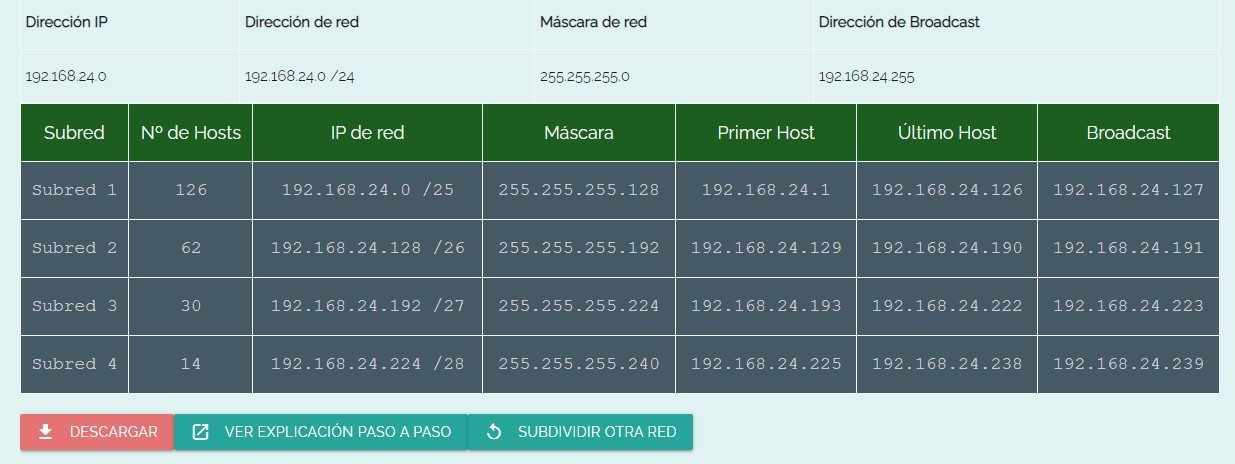 Dirección IP Dirección de red Máscara de red Dirección de Broadcast
192.168.24.0 192.168.24.0 /24 255.255.255.0 192.168.24.255
Subred Nº de Hosts IP de red Máscara Primer Host Último Host Broadcast
Subred 1 126 192.168.24.0 /25 255.255.255.128 192.168.24.1 192.168.24.126 192.168.24.127
Subred 2 62 192.168.24.128 /26 255.255.255.192 192.168.24.129 192.168.24.190 192.168.24.191
Subred 3 30 192.168.24.192 /27 255.255.255.224 192.168.24.193 192.168.24.222 192.168.24.223
Subred 4 14 192.168.24.224 /28 255.255.255.240 192.168.24.225 192.168.24.238 192.168.24.239
DESCARGAR VER EXPLICACIÓN PASO A PASO SUBDIVIDIR OTRA RED